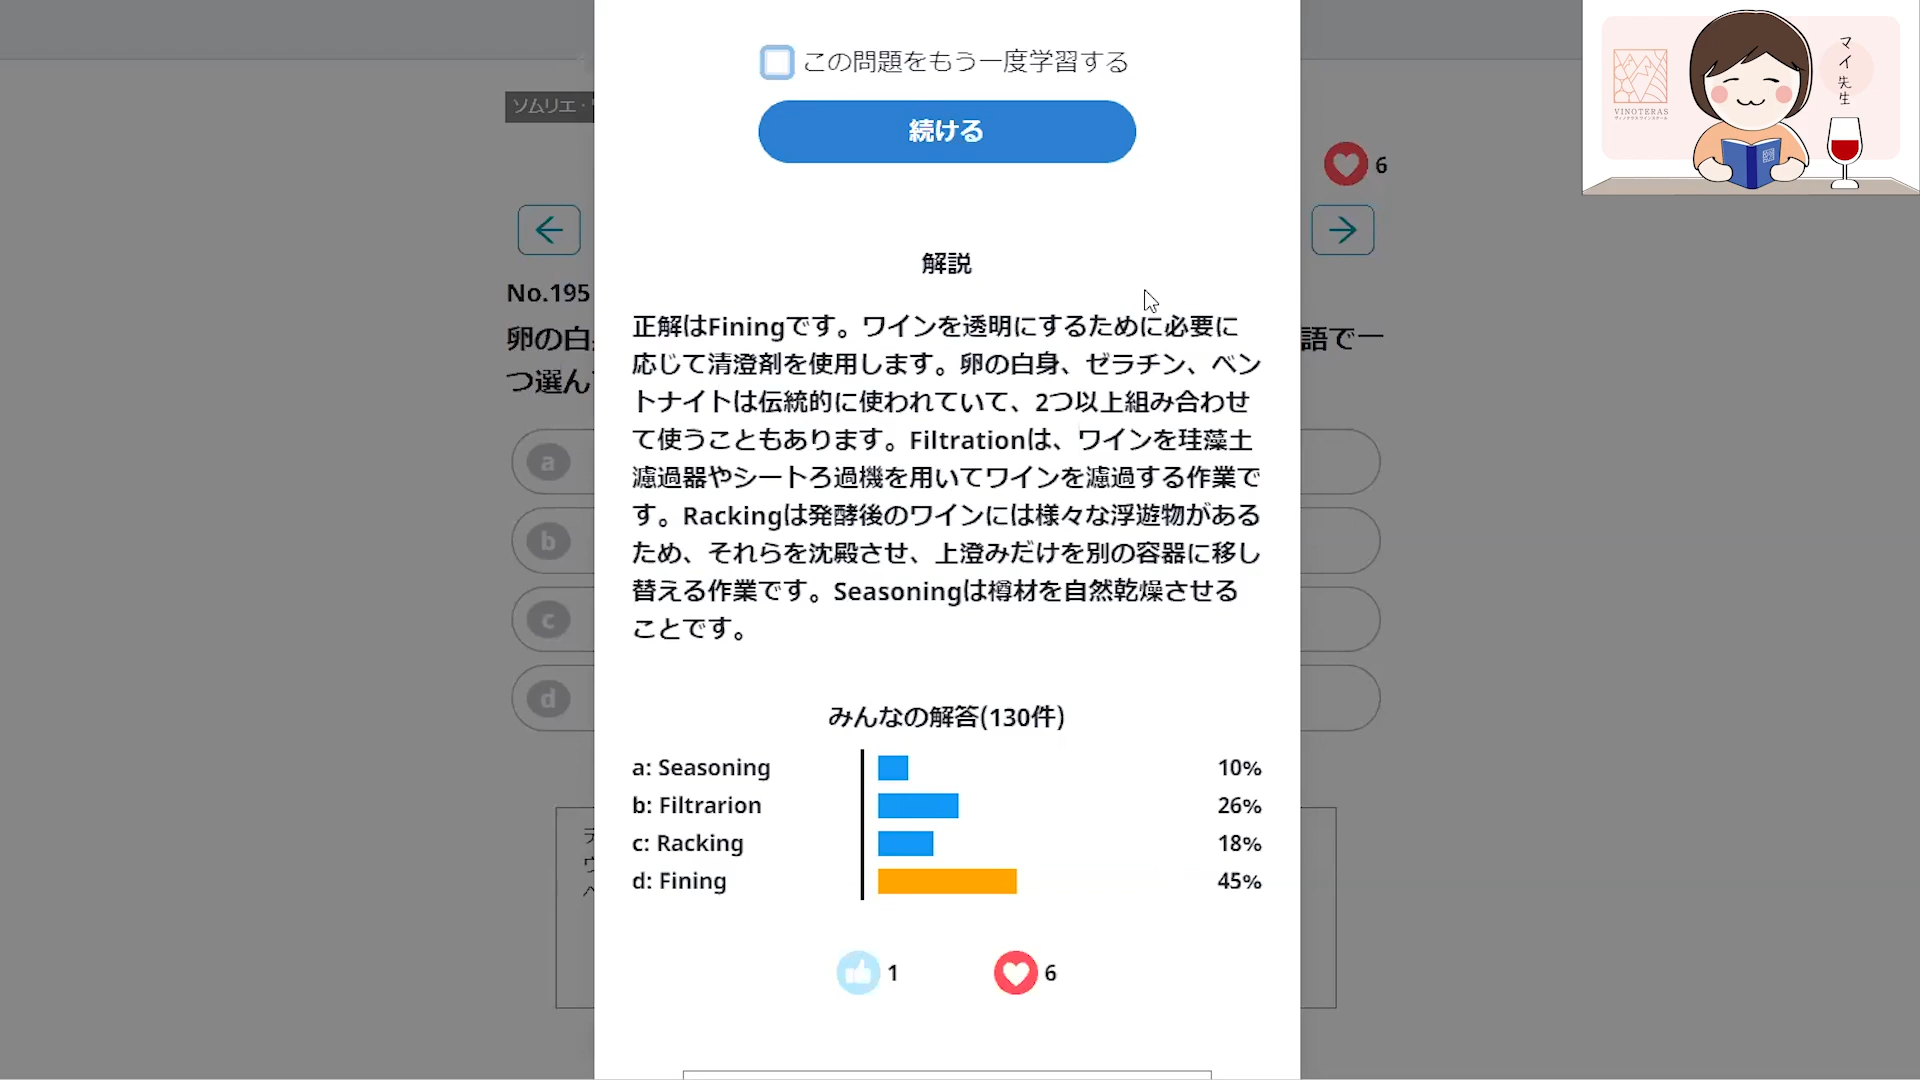 この問題をもう一度学習する
続ける
ソムリエ・
6
マイ先生
VINOTERAS
No.195
卵の白
語で一
つ選ん
a
b
c
d
解説
正解はFiningです。ワインを透明にするために必要に
応じて清澄剤を使用します。卵の白身、ゼラチン、ベン
トナイトは伝統的に使われていて、2つ以上組み合わせ
て使うこともあります。Filtrationは、ワインを珪藻土
濾過器やシートろ過機を用いてワインを濾過する作業で
す。Rackingは発酵後のワインには様々な浮遊物がある
ため、それらを沈殿させ、上澄みだけを別の容器に移し
替える作業です。Seasoningは樽材を自然乾燥させる
ことです。
みんなの解答(130件)
a: Seasoning 10%
b: Filtrarion 26%
c: Racking 18%
d: Fining 45%
1
6